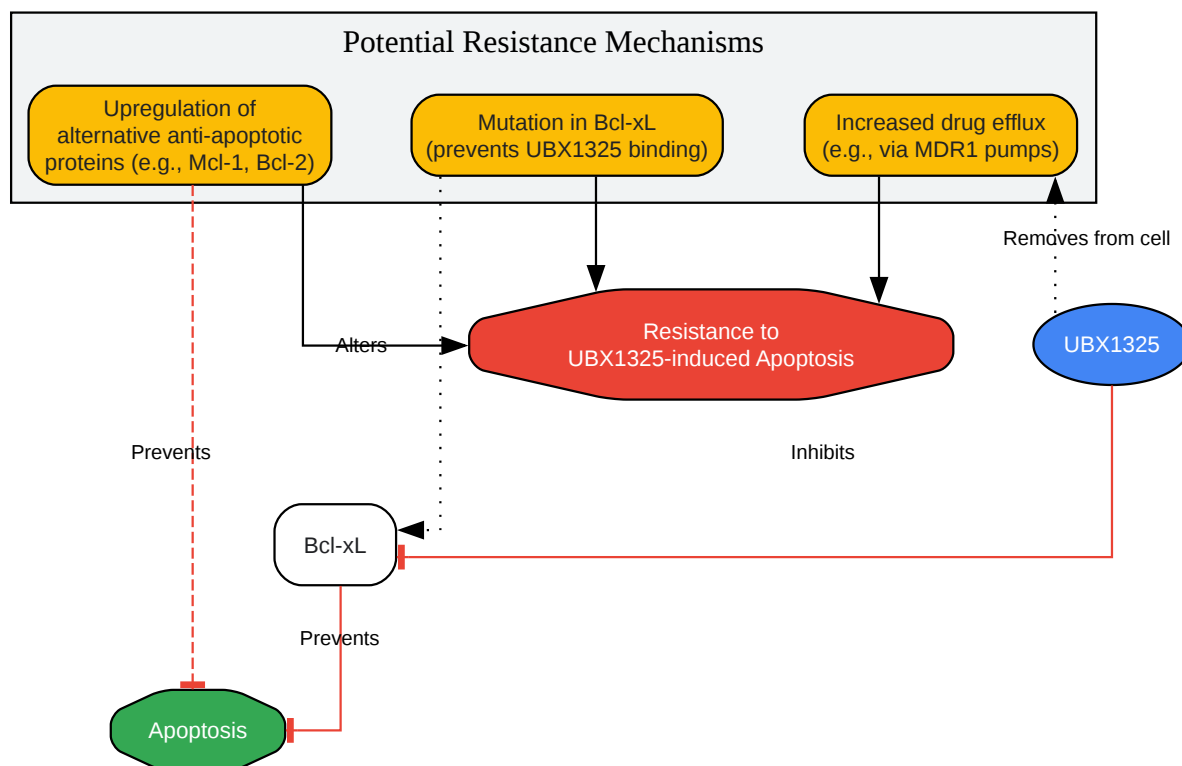 Potential Resistance Mechanisms
Upregulation of
alternative anti-apoptotic
proteins (e.g., Mcl-1, Bcl-2)
Mutation in Bcl-xL
(prevents UBX1325 binding)
Increased drug efflux
(e.g., via MDR1 pumps)
Removes from cell
Resistance to
UBX1325-induced Apoptosis
UBX1325
Alters
Prevents
Inhibits
Bcl-xL
Prevents
Apoptosis